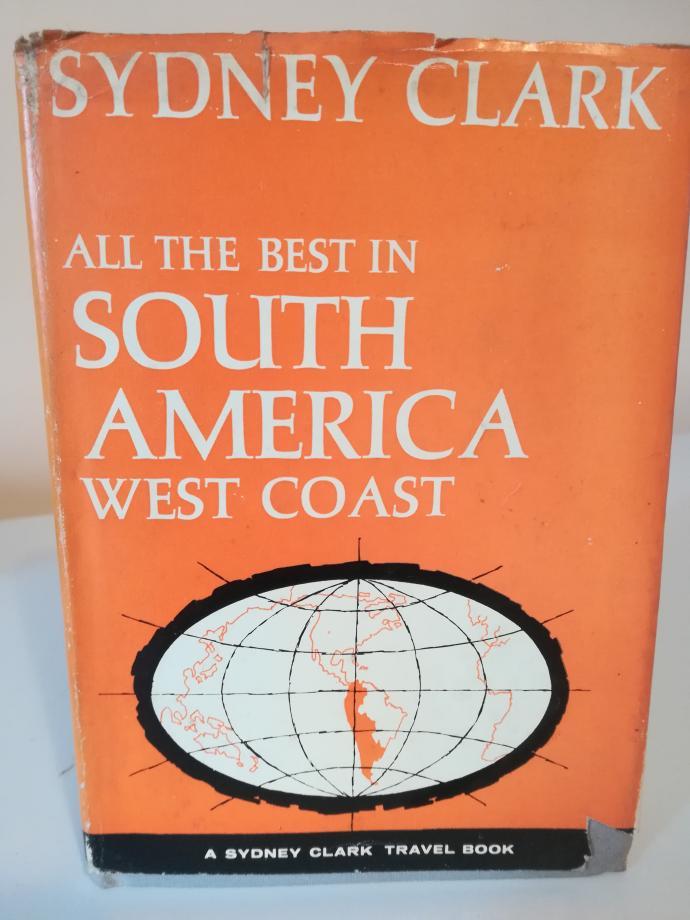 SYDNEY CLARK
ALL THE BEST IN
SOUTH
AMERICA
WEST COAST
A SYDNEY CLARK TRAVEL BOOK